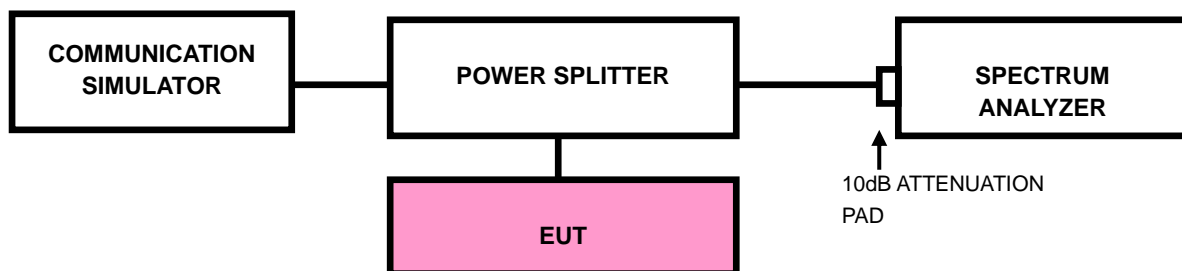 COMMUNICATION
SIMULATOR
POWER SPLITTER
SPECTRUM
ANALYZER
10dB ATTENUATION
PAD
EUT